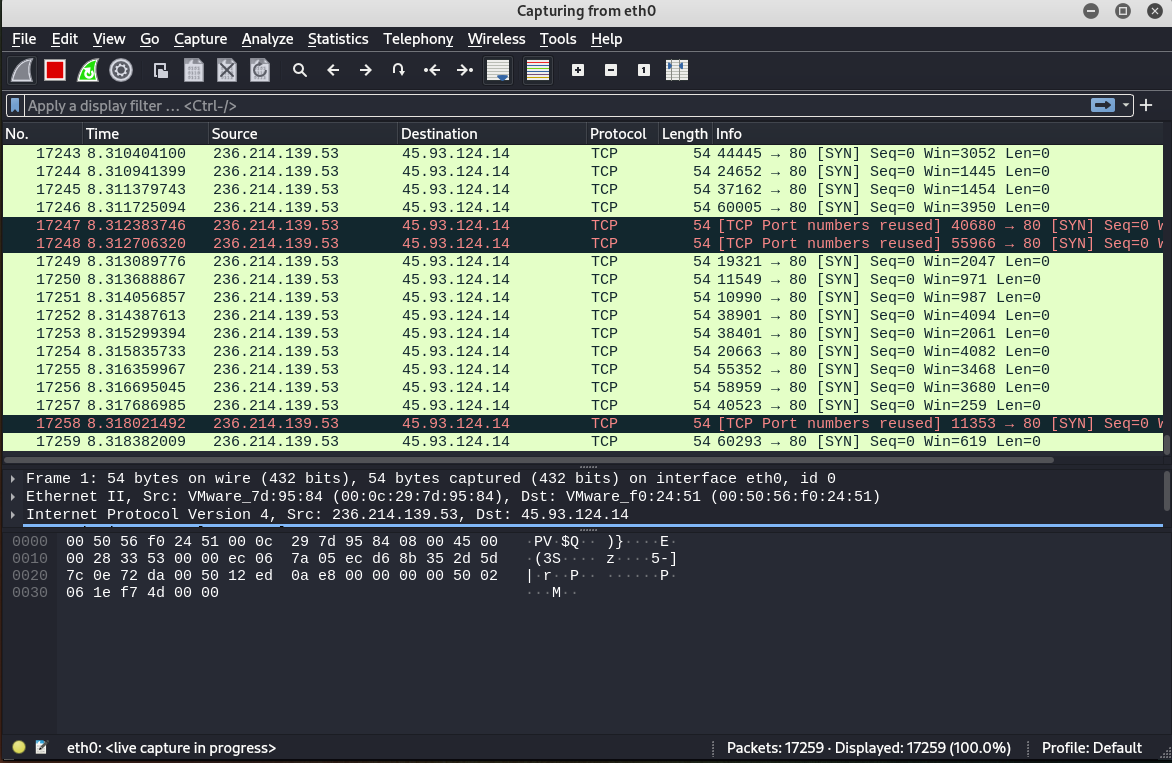 Capturing from eth0
File Edit View Go Capture Analyze Statistics Telephony Wireless Tools Help
Apply a display filter … <Ctrl-/>
No. Time Source Destination Protocol Length Info
17243 8.310404100 236.214.139.53 45.93.124.14 TCP 54 44445 → 80 [SYN] Seq=0 Win=3052 Len=0
17244 8.310941399 236.214.139.53 45.93.124.14 TCP 54 24652 → 80 [SYN] Seq=0 Win=1445 Len=0
17245 8.311379743 236.214.139.53 45.93.124.14 TCP 54 37162 → 80 [SYN] Seq=0 Win=1454 Len=0
17246 8.311725094 236.214.139.53 45.93.124.14 TCP 54 60005 → 80 [SYN] Seq=0 Win=3950 Len=0
17247 8.312383746 236.214.139.53 45.93.124.14 TCP 54 [TCP Port numbers reused] 40680 → 80 [SYN] Seq=0 W
17248 8.312706320 236.214.139.53 45.93.124.14 TCP 54 [TCP Port numbers reused] 55966 → 80 [SYN] Seq=0 W
17249 8.313089776 236.214.139.53 45.93.124.14 TCP 54 19321 → 80 [SYN] Seq=0 Win=2047 Len=0
17250 8.313688867 236.214.139.53 45.93.124.14 TCP 54 11549 → 80 [SYN] Seq=0 Win=971 Len=0
17251 8.314056857 236.214.139.53 45.93.124.14 TCP 54 10990 → 80 [SYN] Seq=0 Win=987 Len=0
17252 8.314387613 236.214.139.53 45.93.124.14 TCP 54 38901 → 80 [SYN] Seq=0 Win=4094 Len=0
17253 8.315299394 236.214.139.53 45.93.124.14 TCP 54 38401 → 80 [SYN] Seq=0 Win=2061 Len=0
17254 8.315835733 236.214.139.53 45.93.124.14 TCP 54 20663 → 80 [SYN] Seq=0 Win=4082 Len=0
17255 8.316359967 236.214.139.53 45.93.124.14 TCP 54 55352 → 80 [SYN] Seq=0 Win=3468 Len=0
17256 8.316695045 236.214.139.53 45.93.124.14 TCP 54 58959 → 80 [SYN] Seq=0 Win=3680 Len=0
17257 8.317686985 236.214.139.53 45.93.124.14 TCP 54 40523 → 80 [SYN] Seq=0 Win=259 Len=0
17258 8.318021492 236.214.139.53 45.93.124.14 TCP 54 [TCP Port numbers reused] 11353 → 80 [SYN] Seq=0 W
17259 8.318382009 236.214.139.53 45.93.124.14 TCP 54 60293 → 80 [SYN] Seq=0 Win=619 Len=0
Frame 1: 54 bytes on wire (432 bits), 54 bytes captured (432 bits) on interface eth0, id 0
Ethernet II, Src: VMware_7d:95:84 (00:0c:29:7d:95:84), Dst: VMware_f0:24:51 (00:50:56:f0:24:51)
Internet Protocol Version 4, Src: 236.214.139.53, Dst: 45.93.124.14
0000 00 50 56 f0 24 51 00 0c 29 7d 95 84 08 00 45 00 ·PV·$Q·· )}····E·
0010 00 28 33 53 00 00 ec 06 7a 05 ec d6 8b 35 2d 5d ·(3S···· z····5-]
0020 7c 0e 72 da 00 50 12 ed 0a e8 00 00 00 00 50 02 |·r··P·· ······P·
0030 06 1e f7 4d 00 00 ···M··
eth0: <live capture in progress> Packets: 17259 · Displayed: 17259 (100.0%) Profile: Default